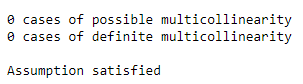 0 cases of possible multicollinearity
0 cases of definite multicollinearity
Assumption satisfied